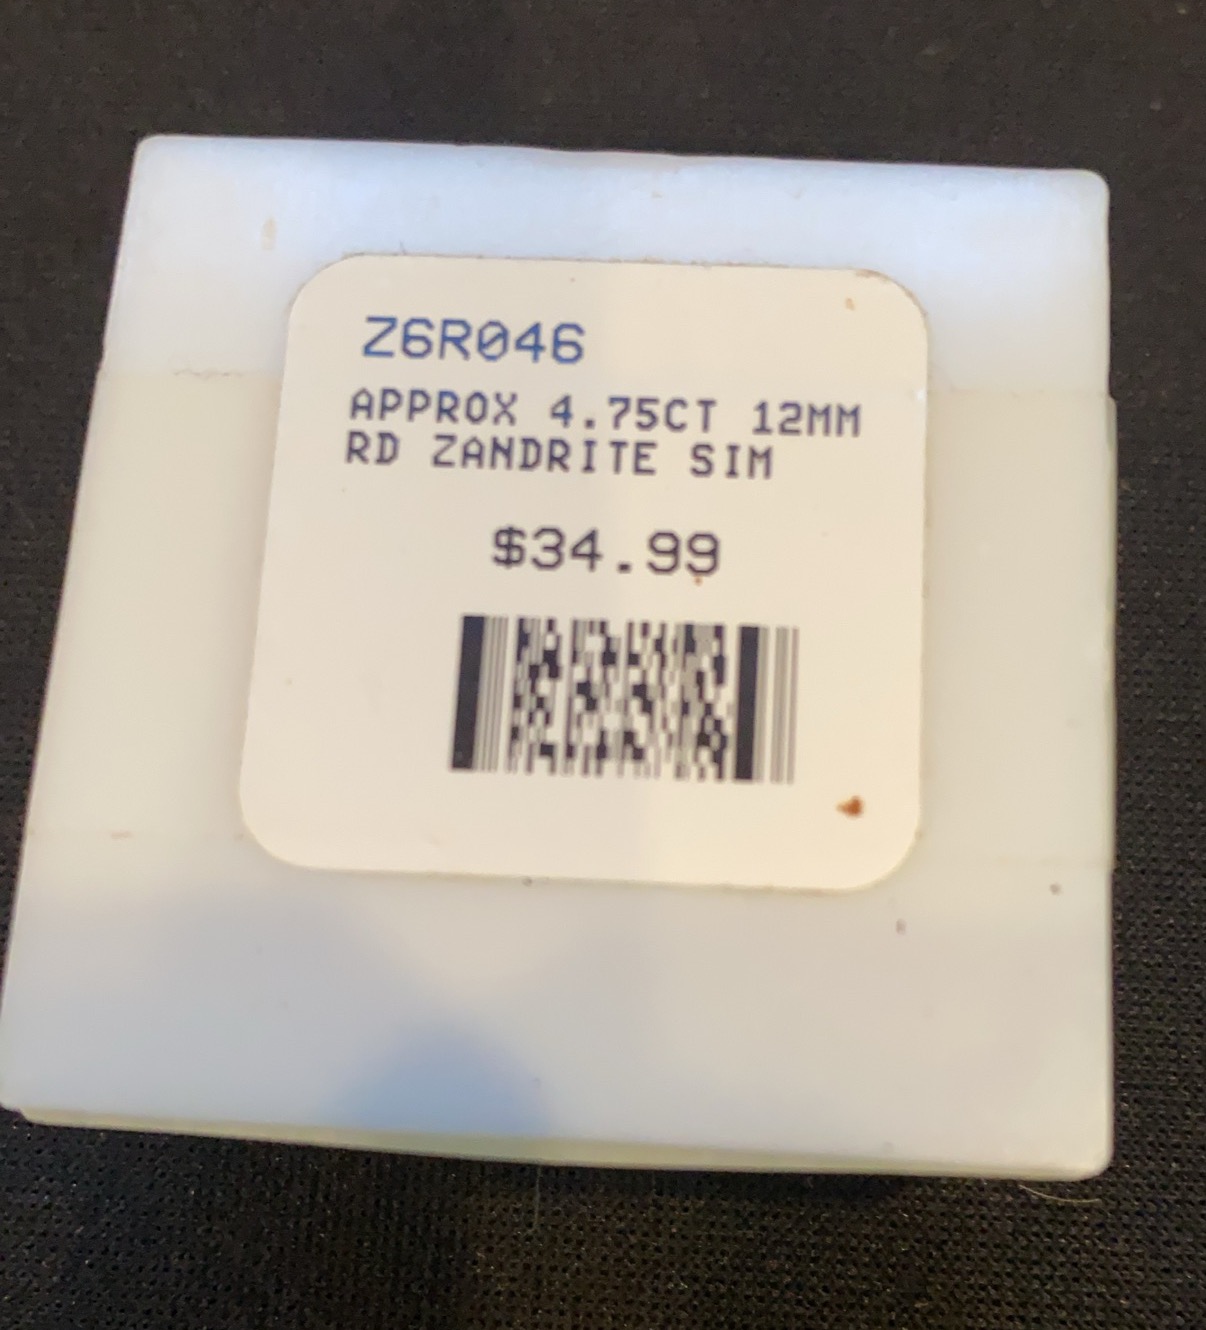 Z6R046
APPROX 4.75CT 12MM
RD ZANDRITE SIM
$34.99